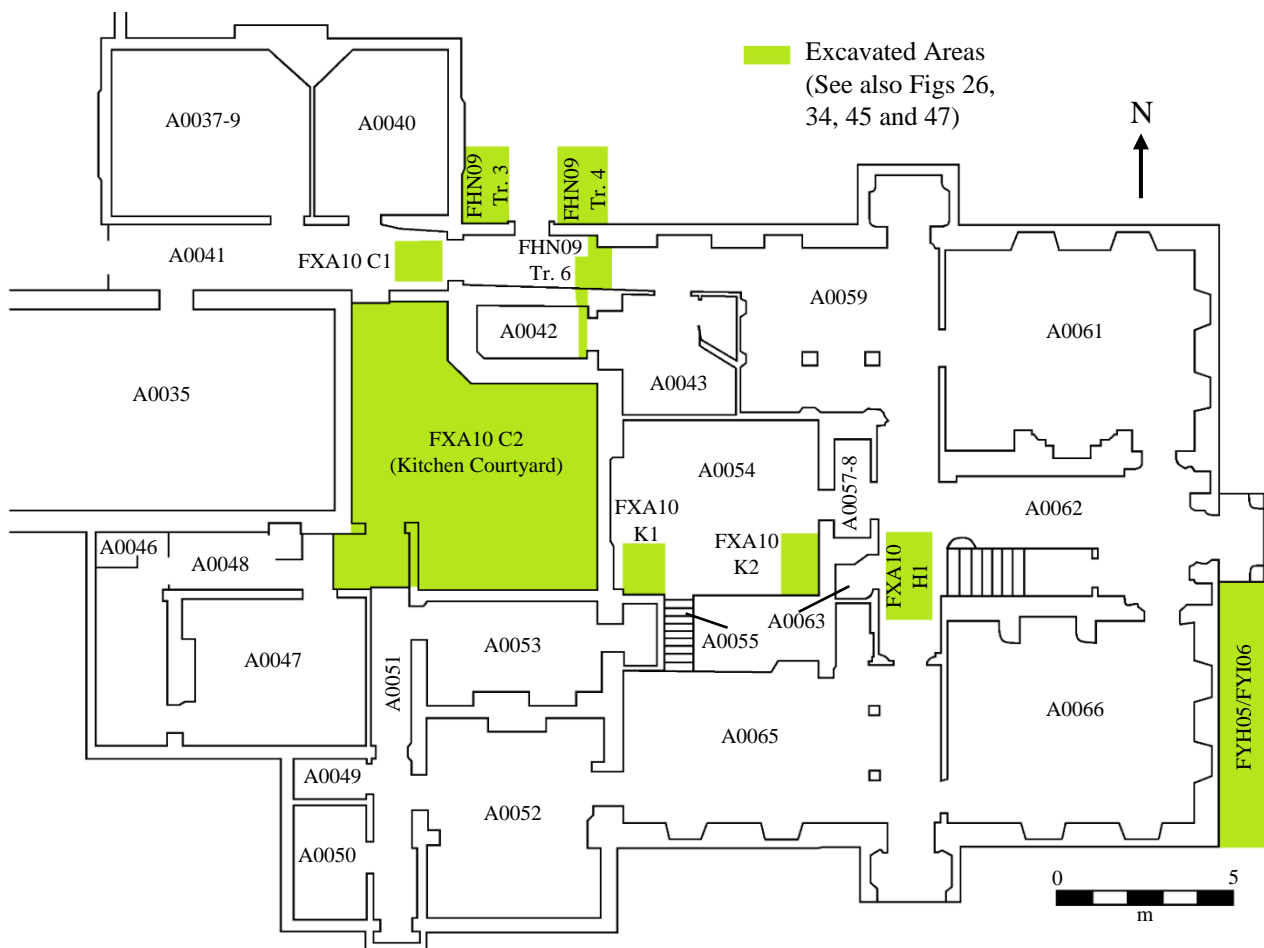 Excavated Areas
(See also Figs 26,
34, 45 and 47)
N
A0037-9
A0040
FHN09
Tr. 3
FHN09
Tr. 4
A0041
FXA10 C1
FHN09
Tr. 6
A0059
A0061
A0042
A0043
A0035
FXA10 C2
(Kitchen Courtyard)
A0054
A0057-8
A0062
FXA10
K1
FXA10
K2
FXA10
H1
A0046
A0048
A0063
A0055
A0053
A0047
A0051
A0065
A0066
FYH05/FYI06
A0049
A0052
A0050
0
5
m